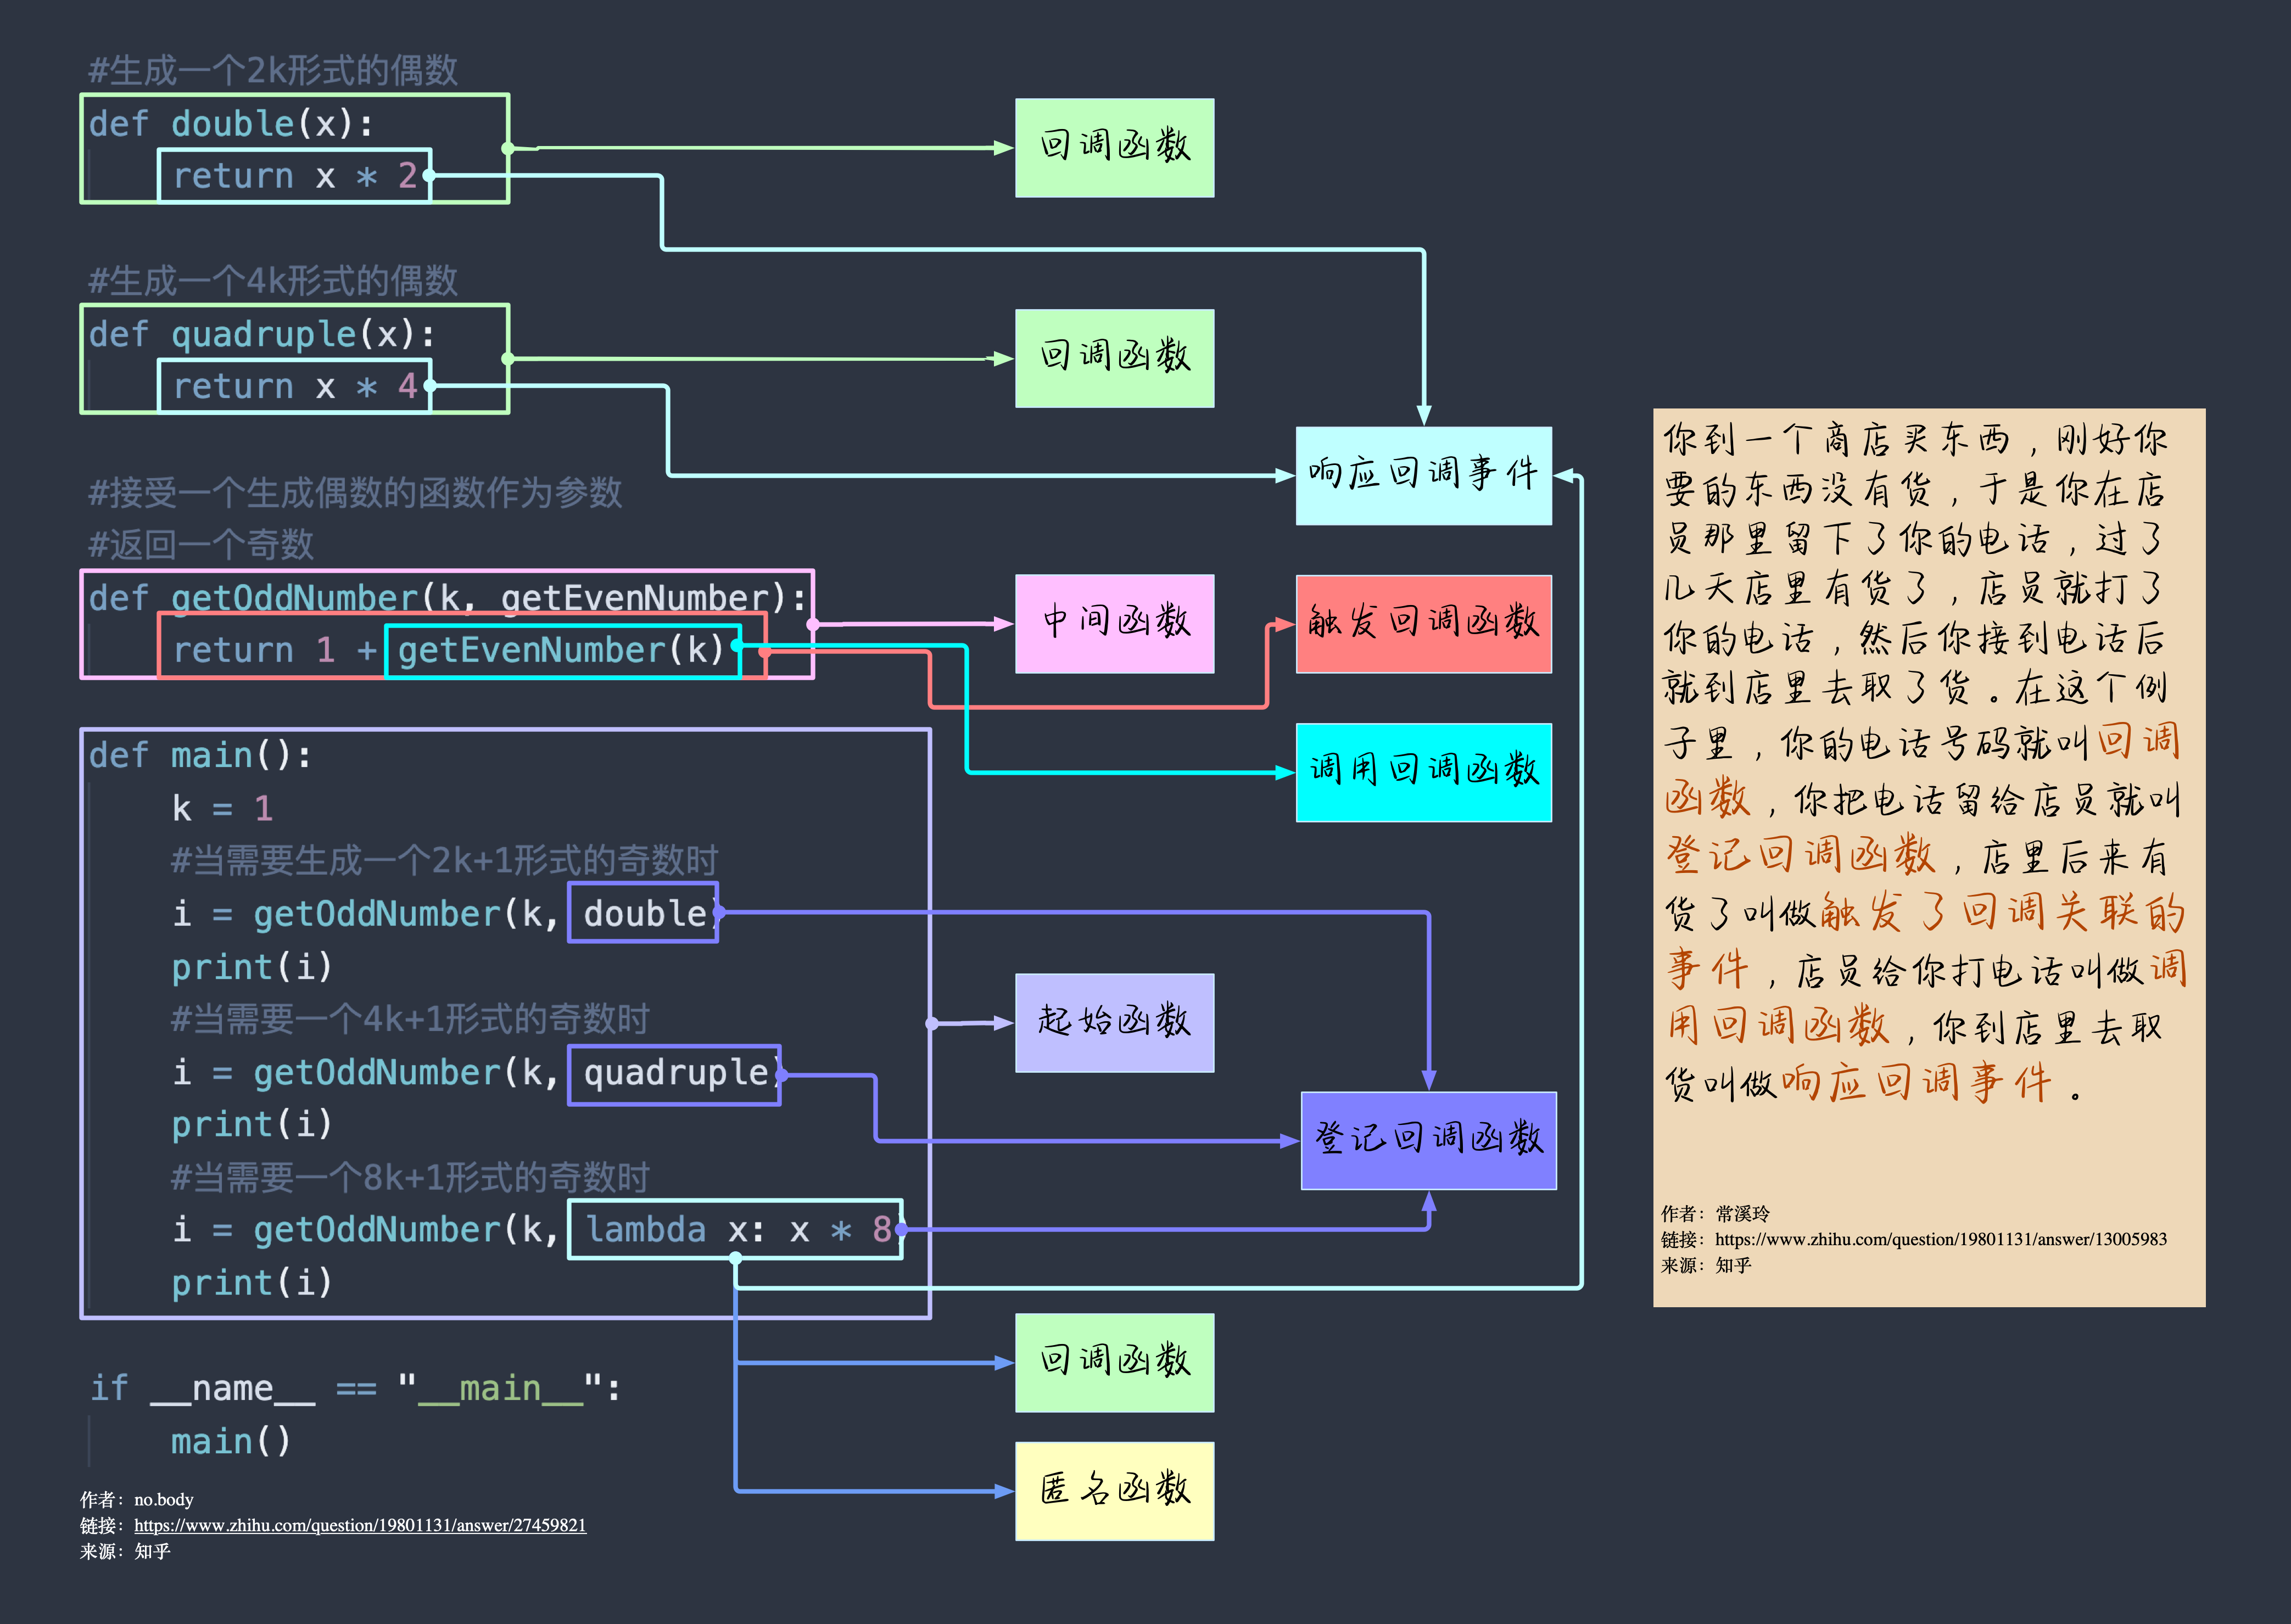 #生成一个2k形式的偶数
def double(x):
return x * 2
回调函数
#生成一个4k形式的偶数
def quadruple(x):
return x * 4
回调函数
响应回调事件
#接受一个生成偶数的函数作为参数
#返回一个奇数
def getOddNumber(k, getEvenNumber):
return 1 + getEvenNumber(k)
中间函数
触发回调函数
调用回调函数
def main():
k = 1
#当需要生成一个2k+1形式的奇数时
i = getOddNumber(k, double)
print(i)
#当需要一个4k+1形式的奇数时
i = getOddNumber(k, quadruple)
print(i)
#当需要一个8k+1形式的奇数时
i = getOddNumber(k, lambda x: x * 8)
print(i)
起始函数
登记回调函数
回调函数
匿名函数
if __name__ == "__main__":
main()
作者：no.body
链接：https://www.zhihu.com/question/19801131/answer/27459821
来源：知乎
你到一个商店买东西，刚好你
要的东西没有货，于是你在店
员那里留下了你的电话，过了
几天店里有货了，店员就打了
你的电话，然后你接到电话后
就到店里去取了货。在这个例
子里，你的电话号码就叫回调
函数，你把电话留给店员就叫
登记回调函数，店里后来有
货了叫做触发了回调关联的
事件，店员给你打电话叫做调
用回调函数，你到店里去取
货叫做响应回调事件。
作者：常溪玲
链接：https://www.zhihu.com/question/19801131/answer/13005983
来源：知乎